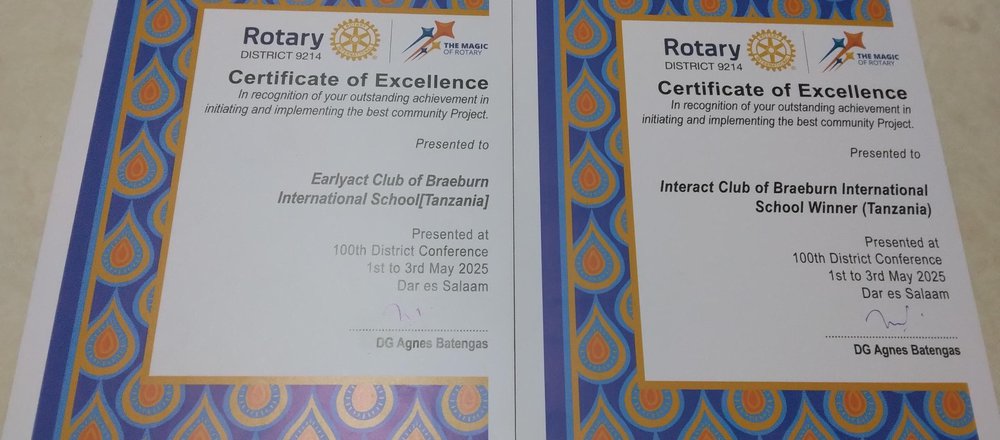 Rotary
DISTRICT 9214
THE MAGIC
OF ROTARY
Certificate of Excellence
In recognition of your outstanding achievement in
initiating and implementing the best community Project.
Presented to
Earlyact Club of Braeburn
International School[Tanzania]
Presented at
100th District Conference
1st to 3rd May 2025
Dar es Salaam
DG Agnes Batengas
Rotary
DISTRICT 9214
THE MAGIC
OF ROTARY
Certificate of Excellence
In recognition of your outstanding achievement in
initiating and implementing the best community Project.
Presented to
Interact Club of Braeburn International
School Winner (Tanzania)
Presented at
100th District Conference
1st to 3rd May 2025
Dar es Salaam
DG Agnes Batengas